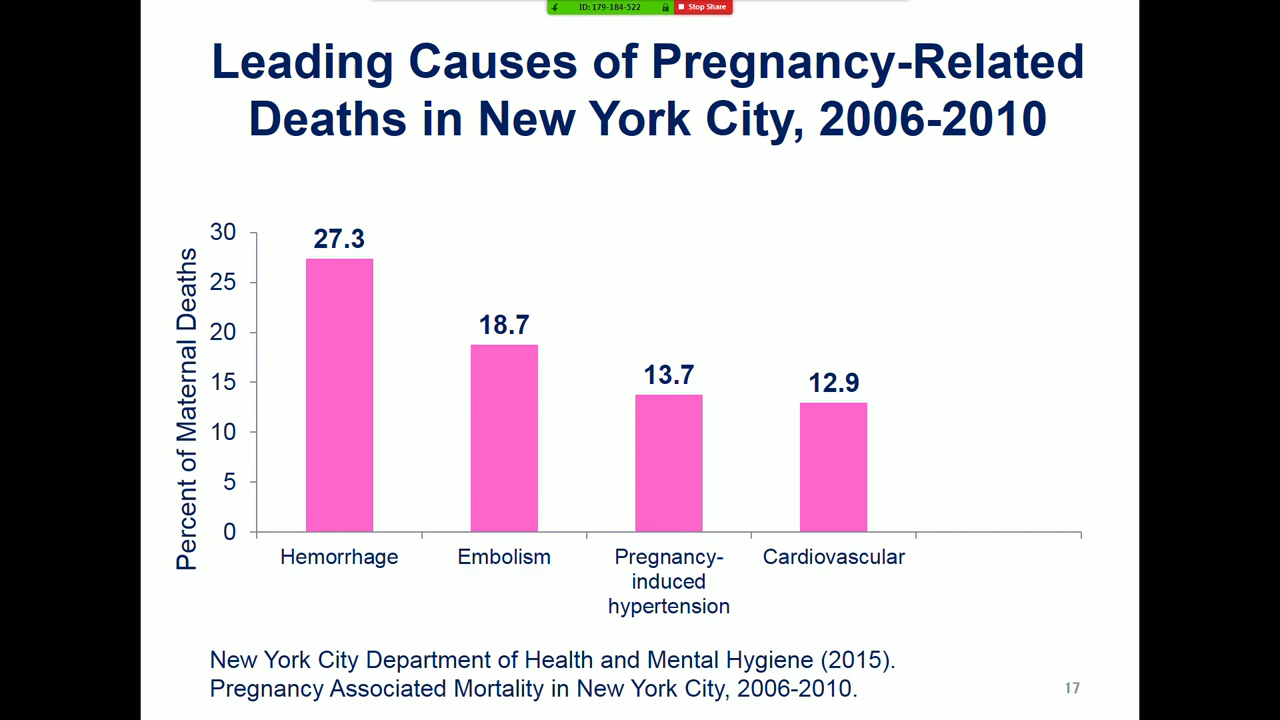 ID: 179-184-522 Stop Share
Leading Causes of Pregnancy-Related
Deaths in New York City, 2006-2010
Percent of Maternal Deaths
30
25
20
15
10
5
0
27.3
18.7
13.7
12.9
Hemorrhage
Embolism
Pregnancy-
induced
hypertension
Cardiovascular
New York City Department of Health and Mental Hygiene (2015).
Pregnancy Associated Mortality in New York City, 2006-2010.
17